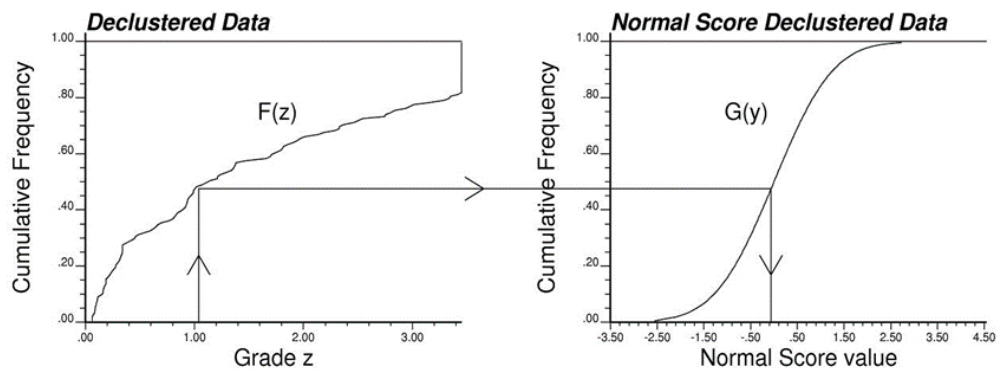 Declustered Data
1.00
.80
.60
.40
.20
.00
Cumulative Frequency
F(z)
.00 1.00 2.00 3.00
Grade z
Normal Score Declustered Data
1.00
.80
.60
.40
.20
.00
Cumulative Frequency
G(y)
-3.50 -2.50 -1.50 -.50 .50 1.50 2.50 3.50 4.50
Normal Score value